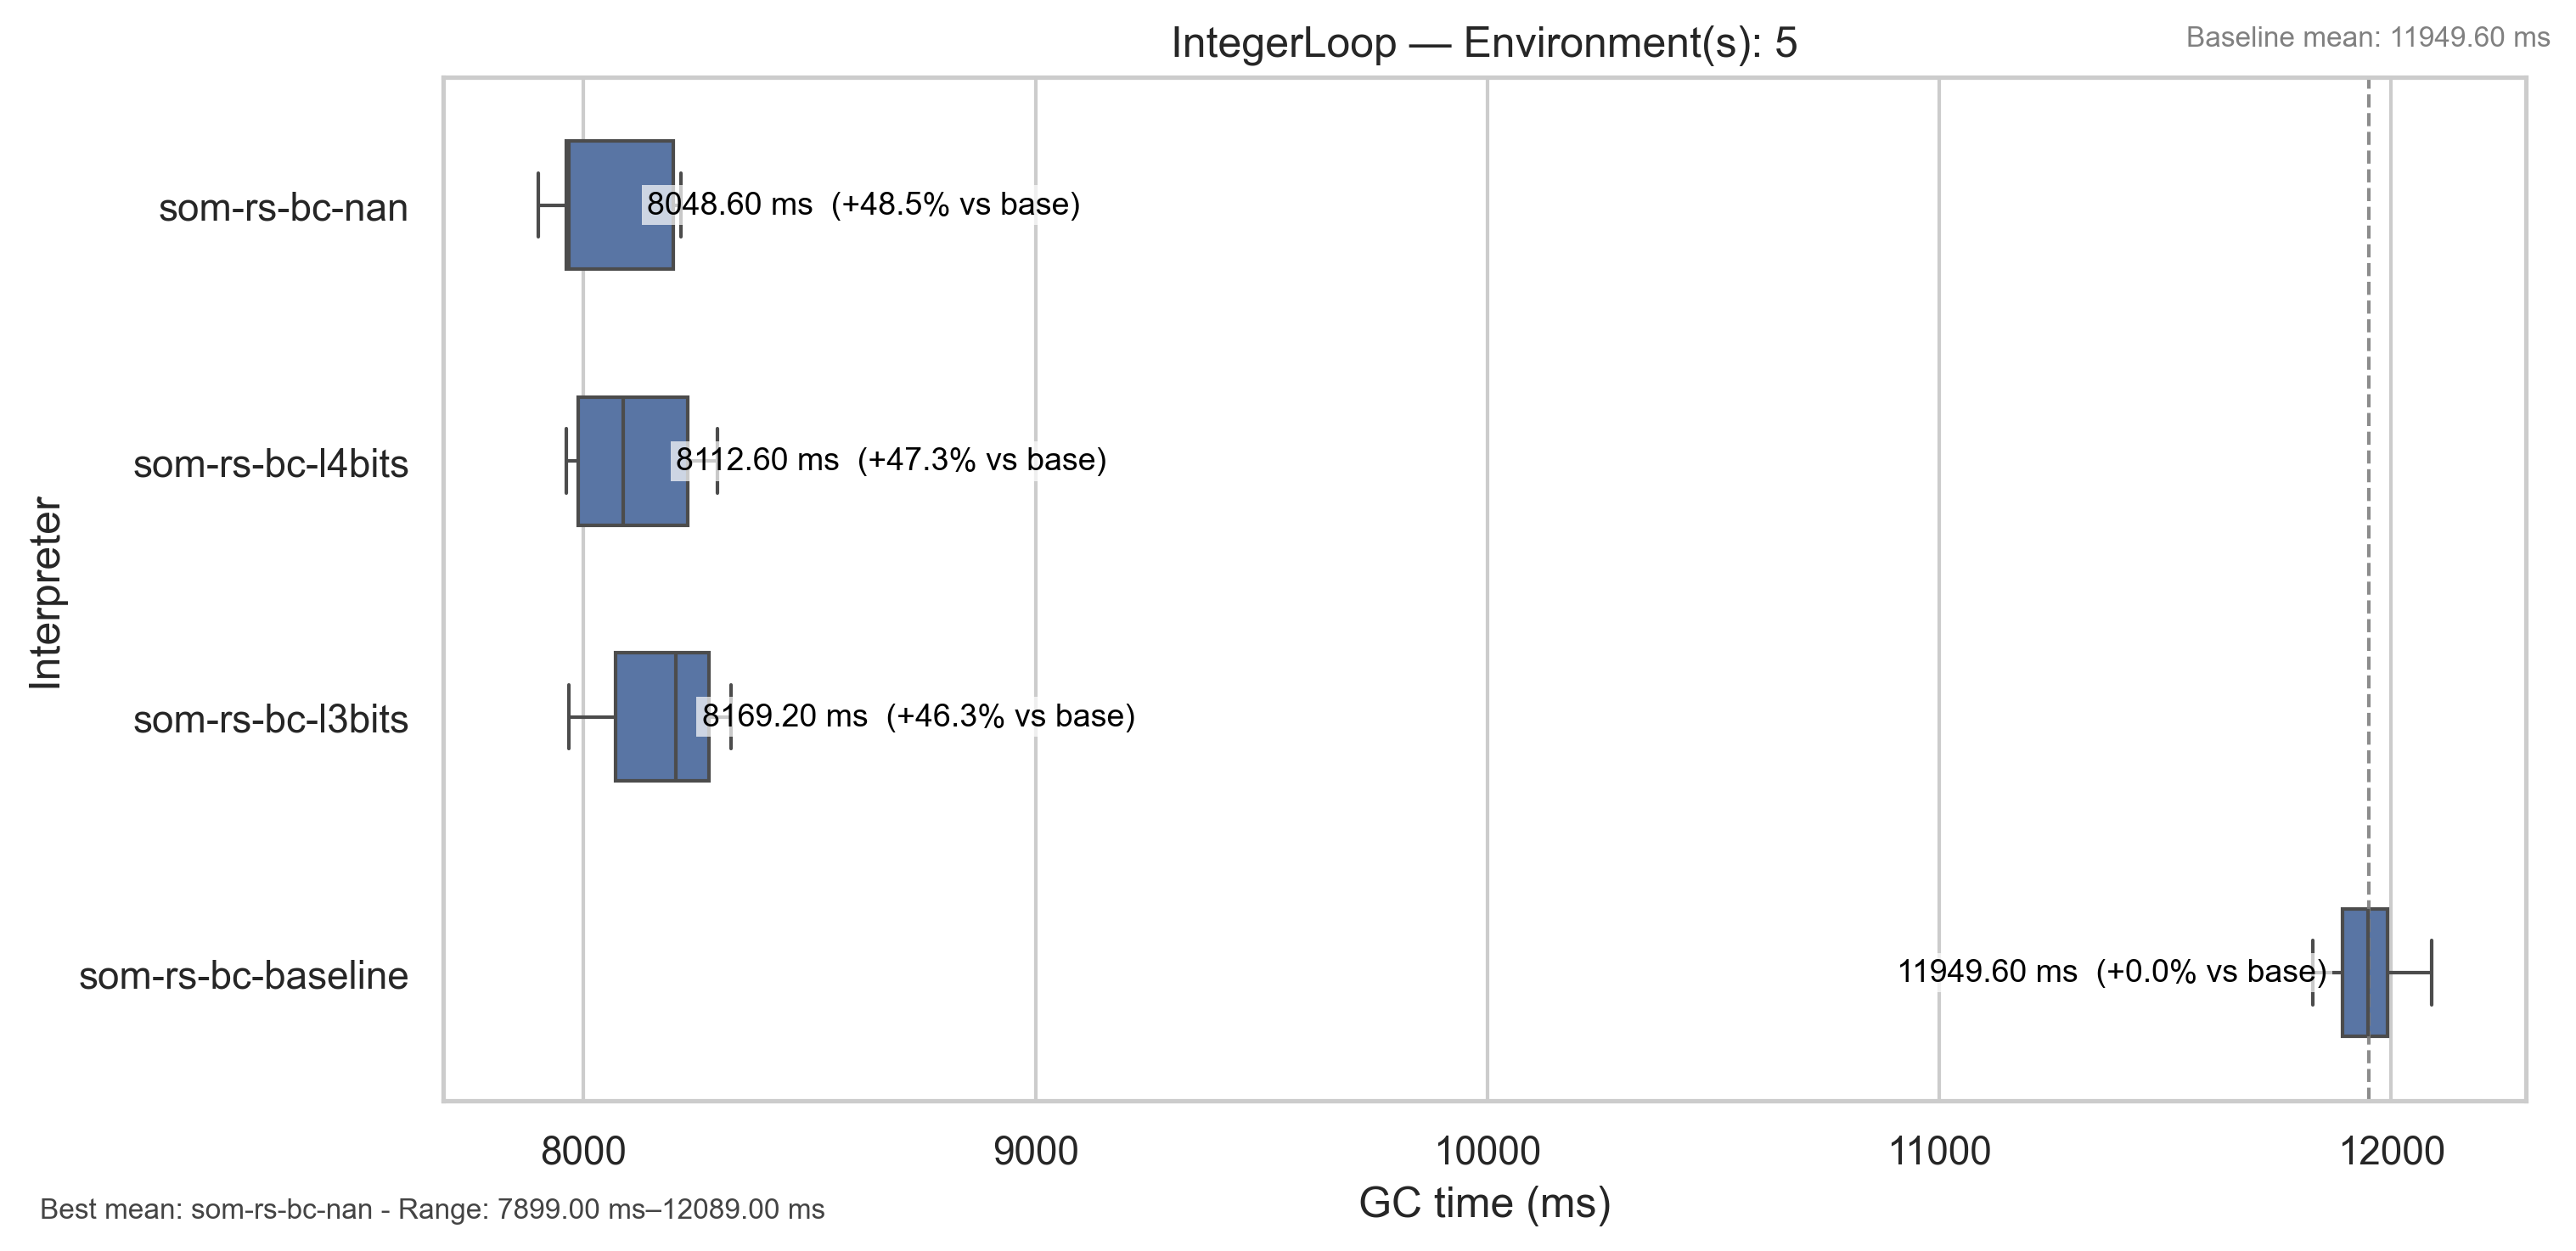 IntegerLoop — Environment(s): 5
Baseline mean: 11949.60 ms
Interpreter
som-rs-bc-nan
8048.60 ms  (+48.5% vs base)
som-rs-bc-l4bits
8112.60 ms  (+47.3% vs base)
som-rs-bc-l3bits
8169.20 ms  (+46.3% vs base)
som-rs-bc-baseline
11949.60 ms  (+0.0% vs base)
8000
9000
10000
11000
12000
GC time (ms)
Best mean: som-rs-bc-nan - Range: 7899.00 ms–12089.00 ms